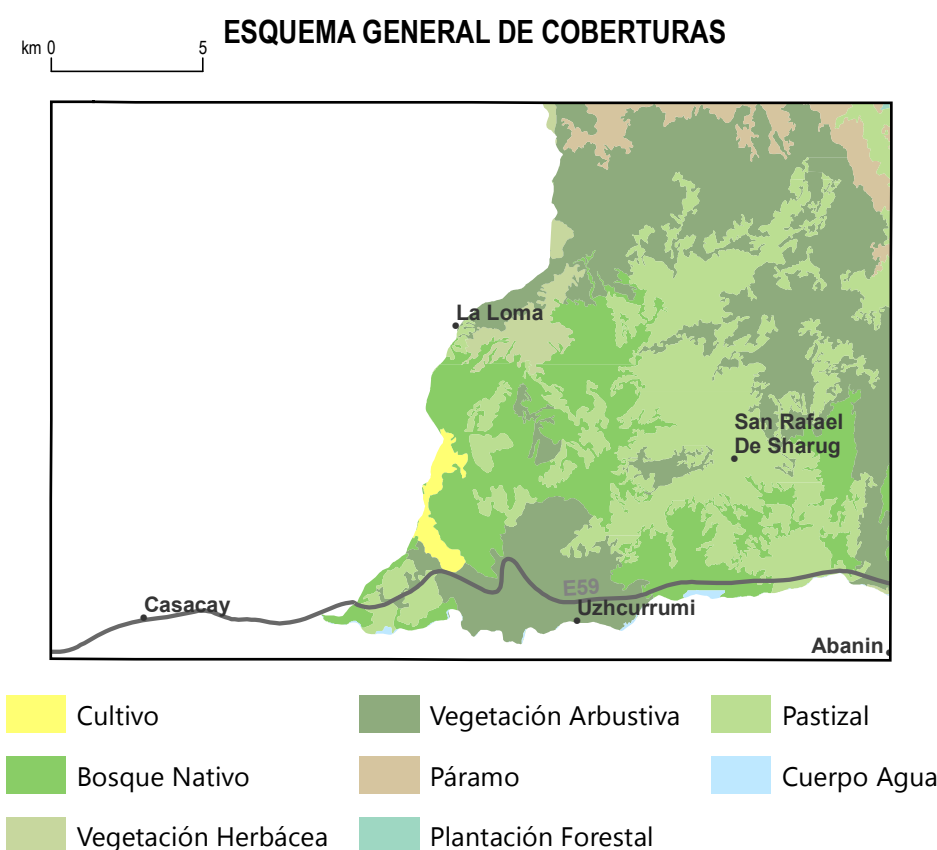 ESQUEMA GENERAL DE COBERTURAS
km 0 5
La Loma
San Rafael
De Sharug
E59
Casacay
Uzhcurrumi
Abanin
Cultivo
Vegetación Arbustiva
Pastizal
Bosque Nativo
Páramo
Cuerpo Agua
Vegetación Herbácea
Plantación Forestal